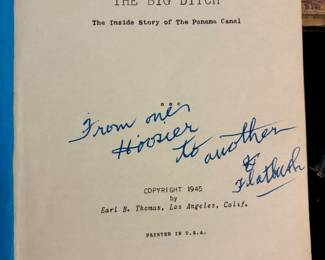 THE BIG DITCH
The Inside Story of The Panama Canal
From one
Hoosier
to another
COPYRIGHT 1945
by
Earl B. Thomas, Los Angeles, Calif.
PRINTED IN U.S.A.